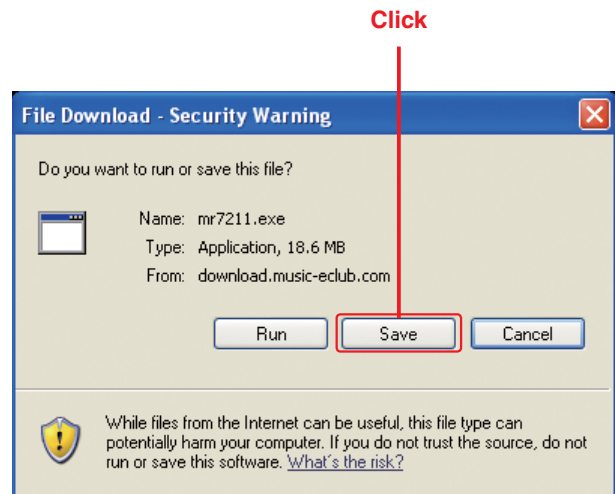 Click
File Download - Security Warning
Do you want to run or save this file?
Name: mr7211.exe
Type: Application, 18.6 MB
From: download.music-eclub.com
Run Save Cancel
While files from the Internet can be useful, this file type can
potentially harm your computer. If you do not trust the source, do not
run or save this software. What's the risk?